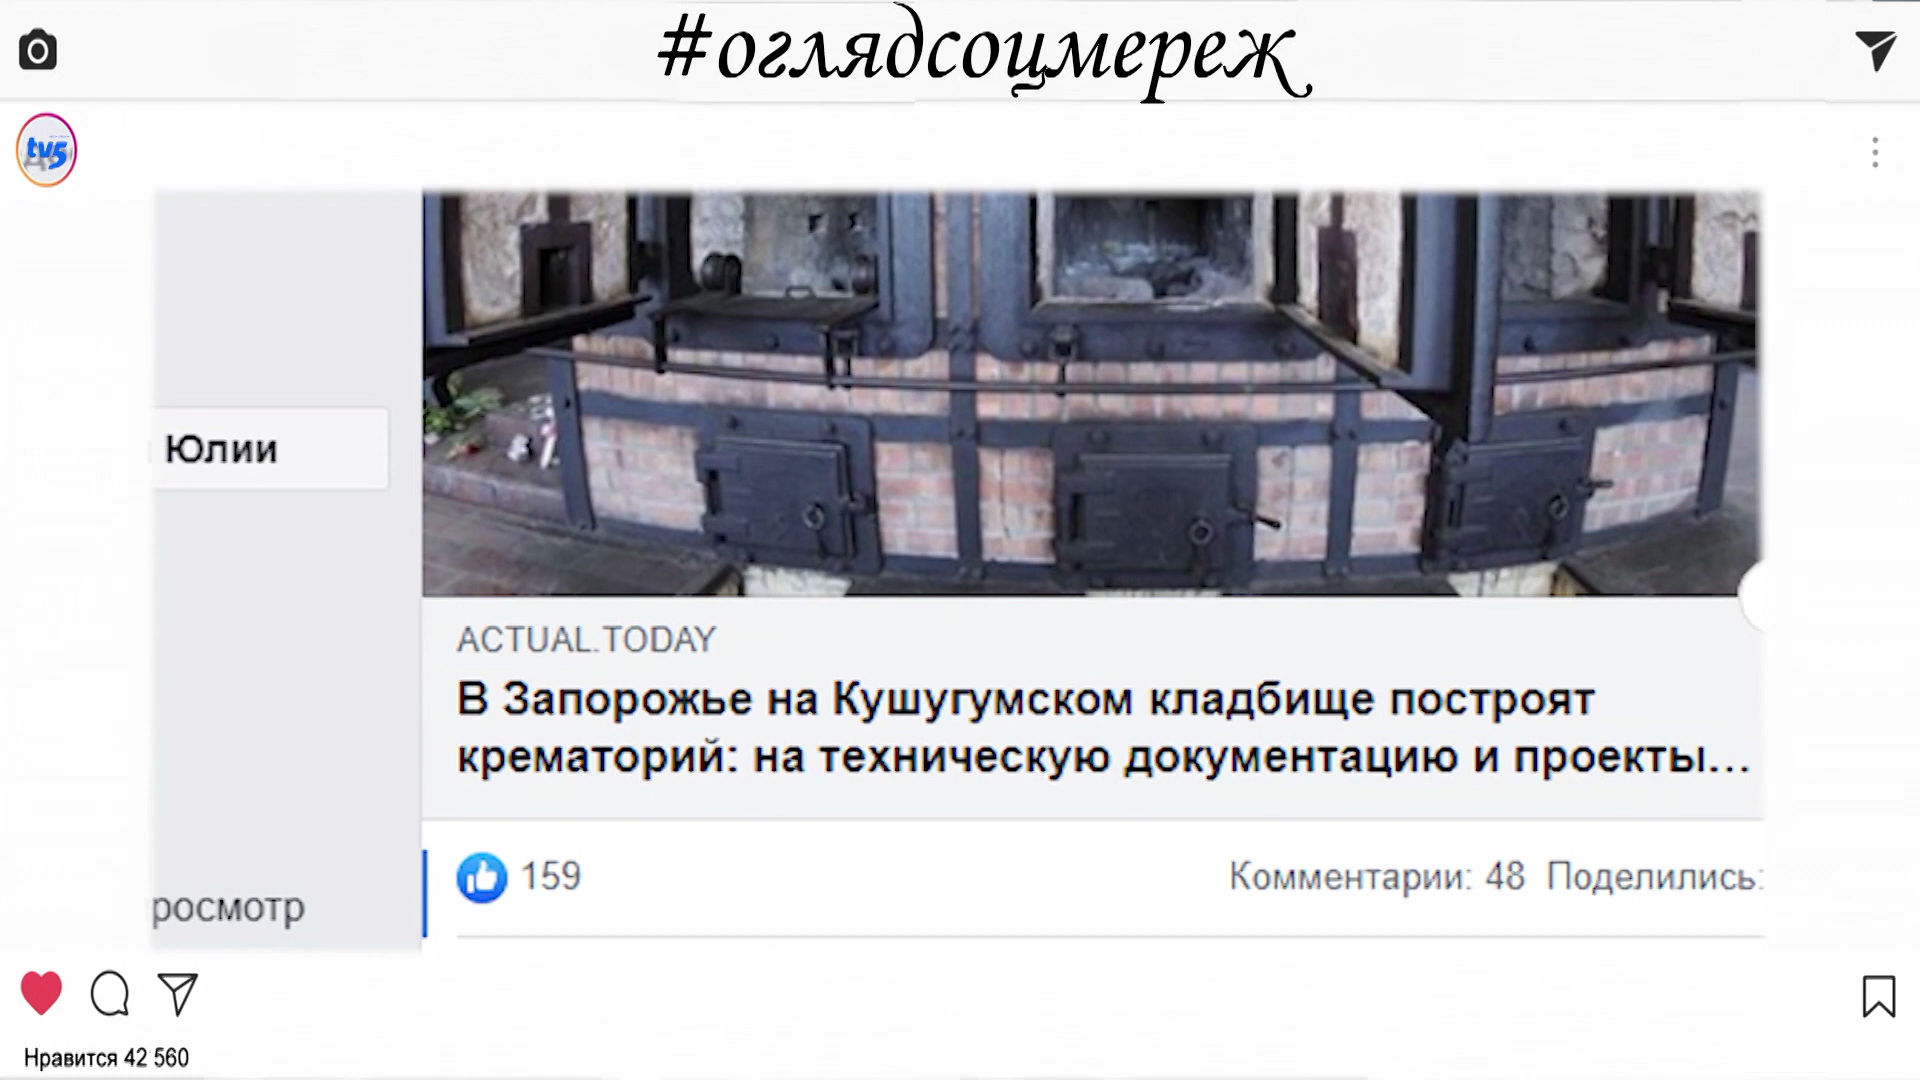 #оглядсоцмереж
tv5
Юлии
ACTUAL.TODAY
В Запорожье на Кушугумском кладбище построят
крематорий: на техническую документацию и проекты...
159
Комментарии: 48 Поделились:
росмотр
Нравится 42 560